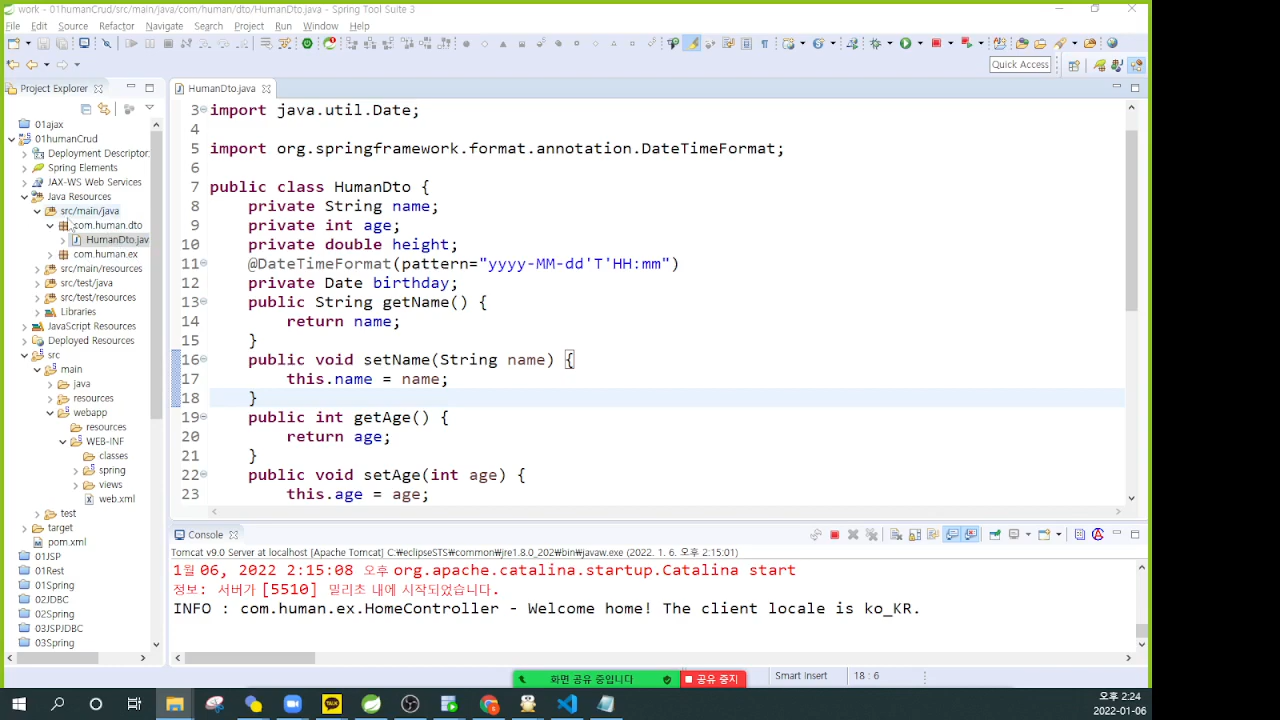 work - 01humanCrud/src/main/java/com/human/dto/HumanDto.java - Spring Tool Suite 3
File Edit Source Refactor Navigate Search Project Run Window Help
Quick Access
Project Explorer
HumanDto.java
01ajax
01humanCrud
Deployment Descriptor
Spring Elements
JAX-WS Web Services
Java Resources
src/main/java
com.human.dto
HumanDto.jav
com.human.ex
src/main/resources
src/test/java
src/test/resources
Libraries
JavaScript Resources
Deployed Resources
src
main
java
resources
webapp
resources
WEB-INF
classes
spring
views
web.xml
test
target
pom.xml
01JSP
01Rest
01Spring
02JDBC
02Spring
03JSPJDBC
03Spring
3 import java.util.Date;
4
5 import org.springframework.format.annotation.DateTimeFormat;
6
7 public class HumanDto {
8 private String name;
9 private int age;
10 private double height;
11 @DateTimeFormat(pattern="yyyy-MM-dd'T'HH:mm")
12 private Date birthday;
13 public String getName() {
14 return name;
15 }
16 public void setName(String name) {
17 this.name = name;
18 }
19 public int getAge() {
20 return age;
21 }
22 public void setAge(int age) {
23 this.age = age;
Console
Tomcat v9.0 Server at localhost [Apache Tomcat] C:₩eclipseSTS₩common₩jre1.8.0_202₩bin₩javaw.exe (2022. 1. 6. 오후 2:15:01)
1월 06, 2022 2:15:08 오후 org.apache.catalina.startup.Catalina start
정보: 서버가 [5510] 밀리초 내에 시작되었습니다.
INFO : com.human.ex.HomeController - Welcome home! The client locale is ko_KR.
화면 공유 중입니다 공유 중지
Smart Insert 18 : 6
TALK
오후 2:24
2022-01-06